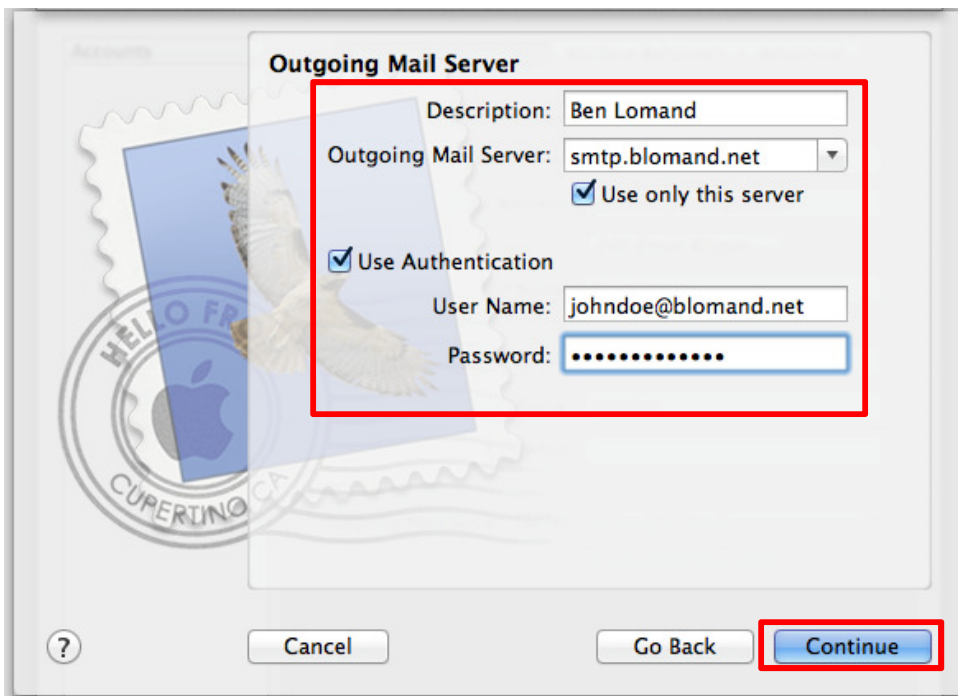 Accounts
Outgoing Mail Server
Description: Ben Lomand
Outgoing Mail Server: smtp.blomand.net
Use only this server
Use Authentication
User Name: johndoe@blomand.net
Password: •••••••••••••
HELLO FR
CUPERTINO CA
? Cancel Go Back Continue